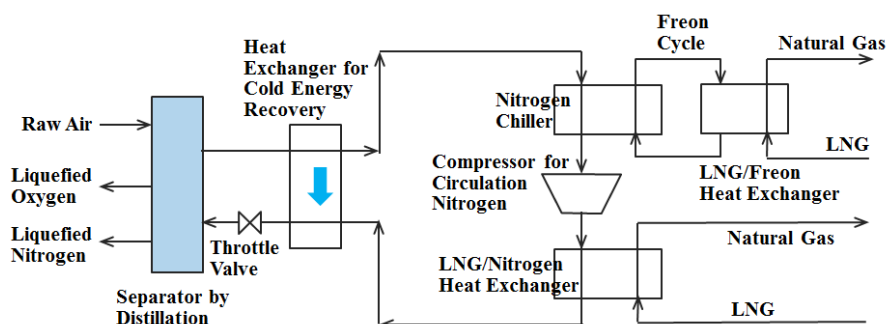 Heat
Exchanger for
Cold Energy
Recovery
Freon
Cycle
Natural Gas
Raw Air
Nitrogen
Chiller
LNG
Liquefied
Oxygen
Compressor for
Circulation
Nitrogen
LNG/Freon
Heat Exchanger
Liquefied
Nitrogen
Throttle
Valve
Natural Gas
LNG/Nitrogen
Heat Exchanger
Separator by
Distillation
LNG